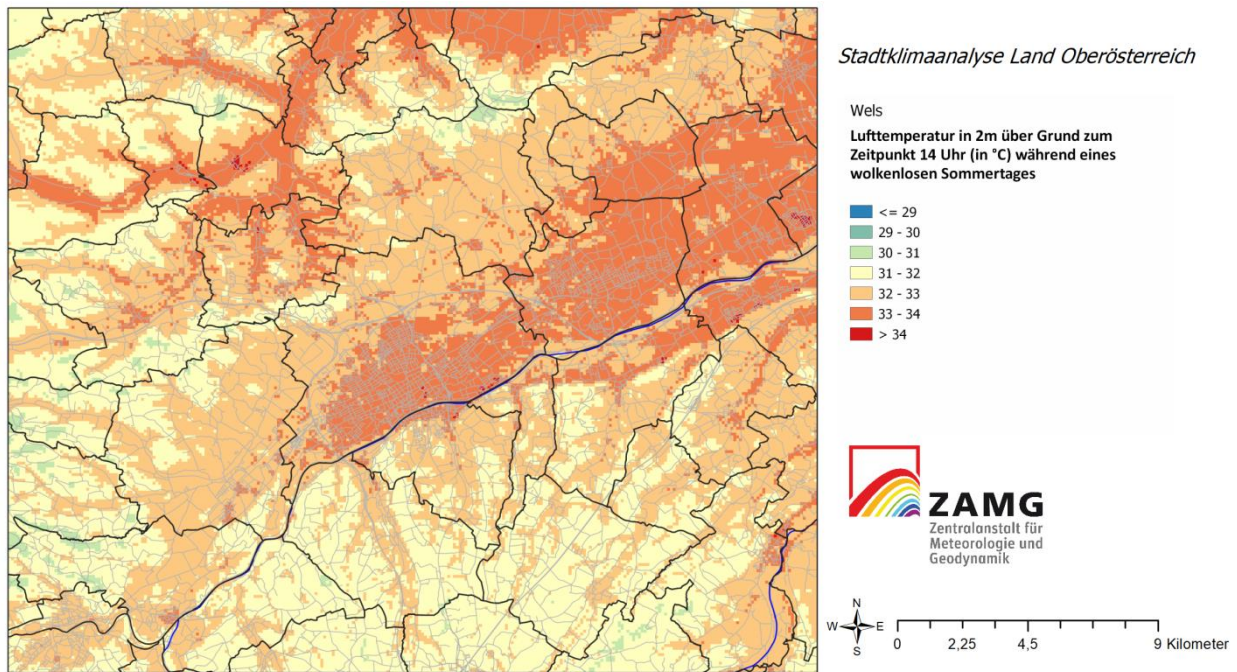 Stadtklimaanalyse Land Oberösterreich
Wels
Lufttemperatur in 2m über Grund zum
Zeitpunkt 14 Uhr (in °C) während eines
wolkenlosen Sommertages
<= 29
29 - 30
30 - 31
31 - 32
32 - 33
33 - 34
> 34
ZAMG
Zentralanstalt für
Meteorologie und
Geodynamik
N
W E
S
0 2,25 4,5 9 Kilometer